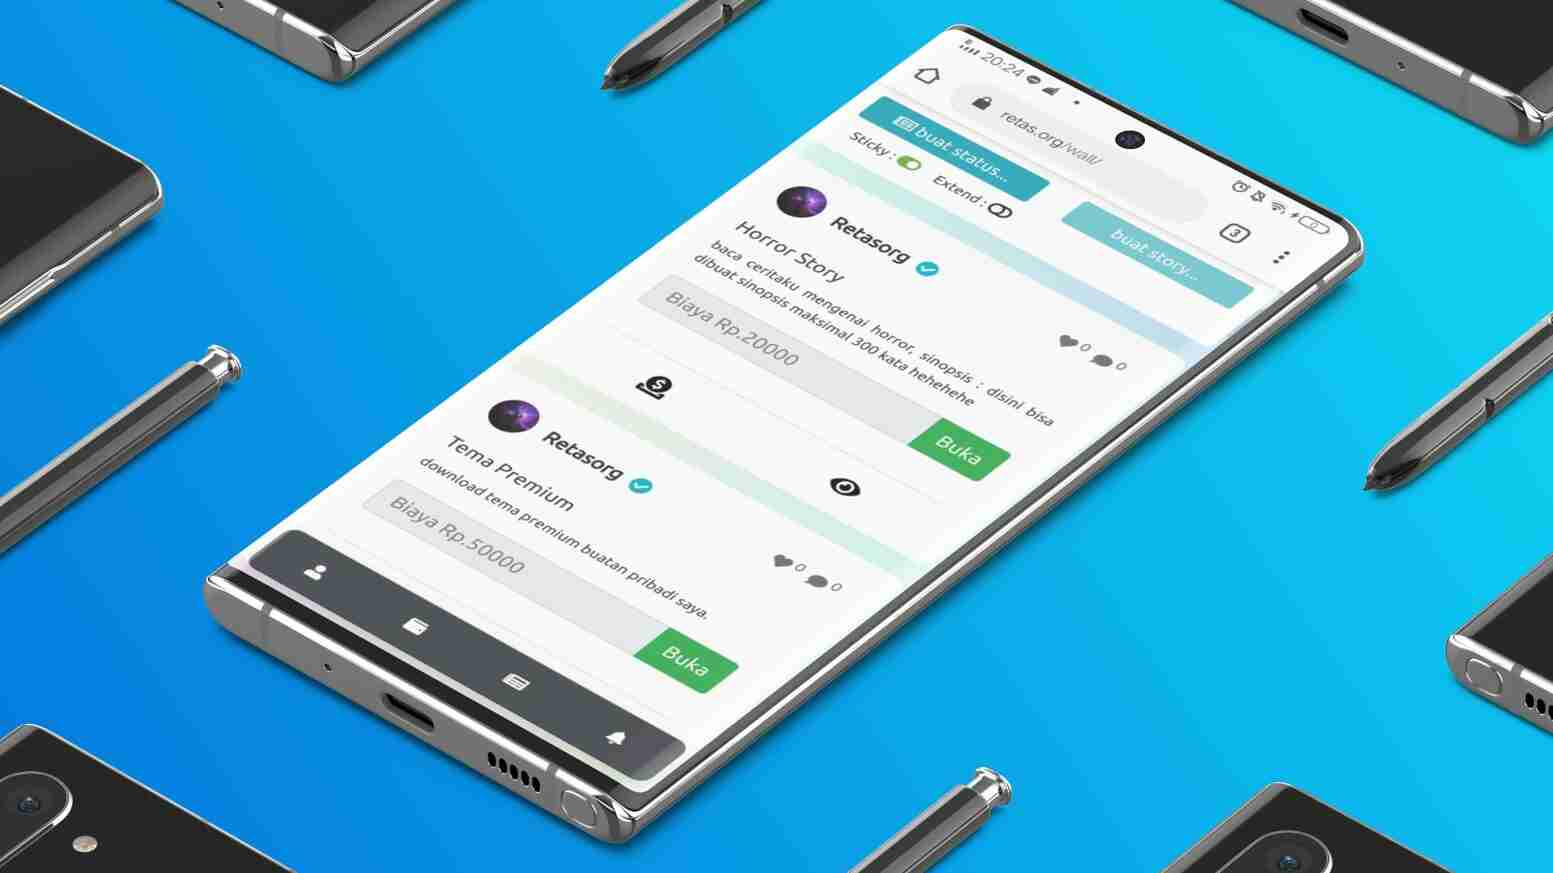 20:24
retas.org/wall/
3
buat status...
buat story...
Sticky :
Extend :
Retasorg
Horror Story
baca ceritaku mengenai horror, sinopsis : disini bisa
dibuat sinopsis maksimal 300 kata hehehehe
Biaya Rp.20000
Buka
0 0
Retasorg
Tema Premium
download tema premium buatan pribadi saya.
Biaya Rp.50000
Buka
0 0